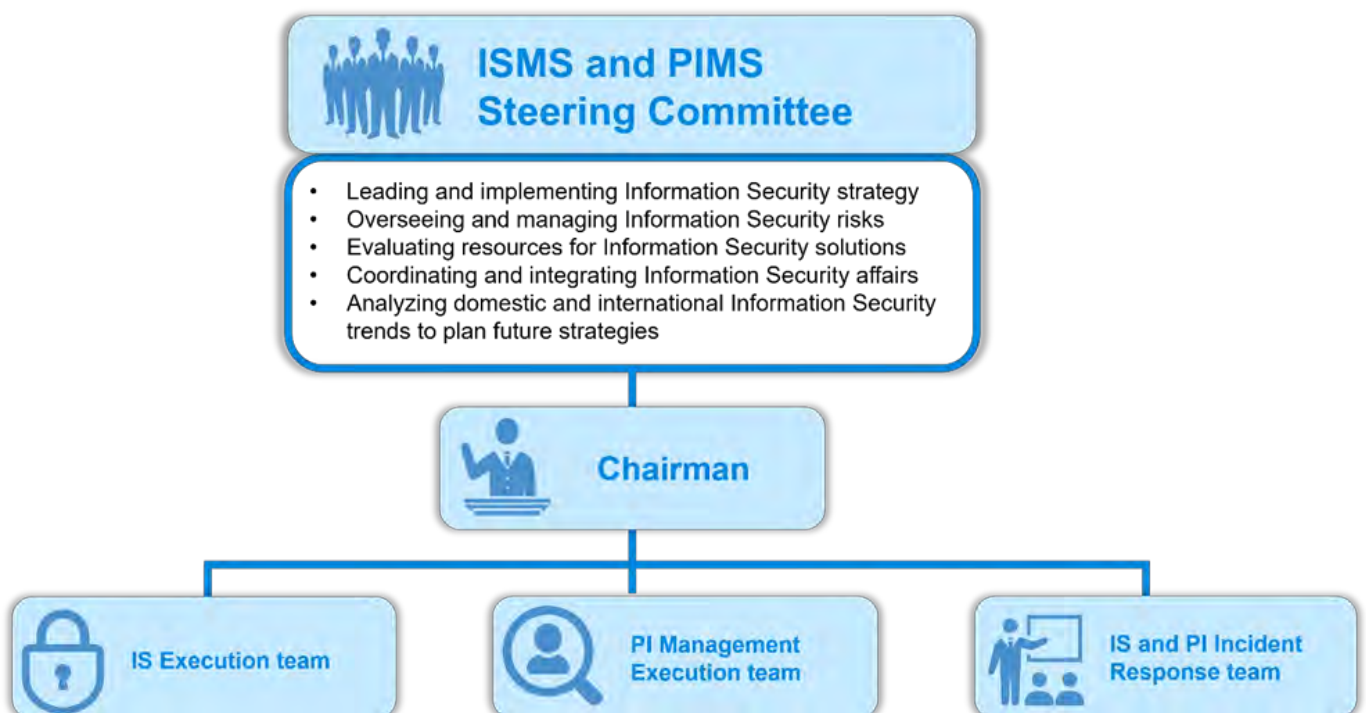 ISMS and PIMS
Steering Committee
• Leading and implementing Information Security strategy
• Overseeing and managing Information Security risks
• Evaluating resources for Information Security solutions
• Coordinating and integrating Information Security affairs
• Analyzing domestic and international Information Security
trends to plan future strategies
Chairman
IS Execution team
PI Management
Execution team
IS and PI Incident
Response team